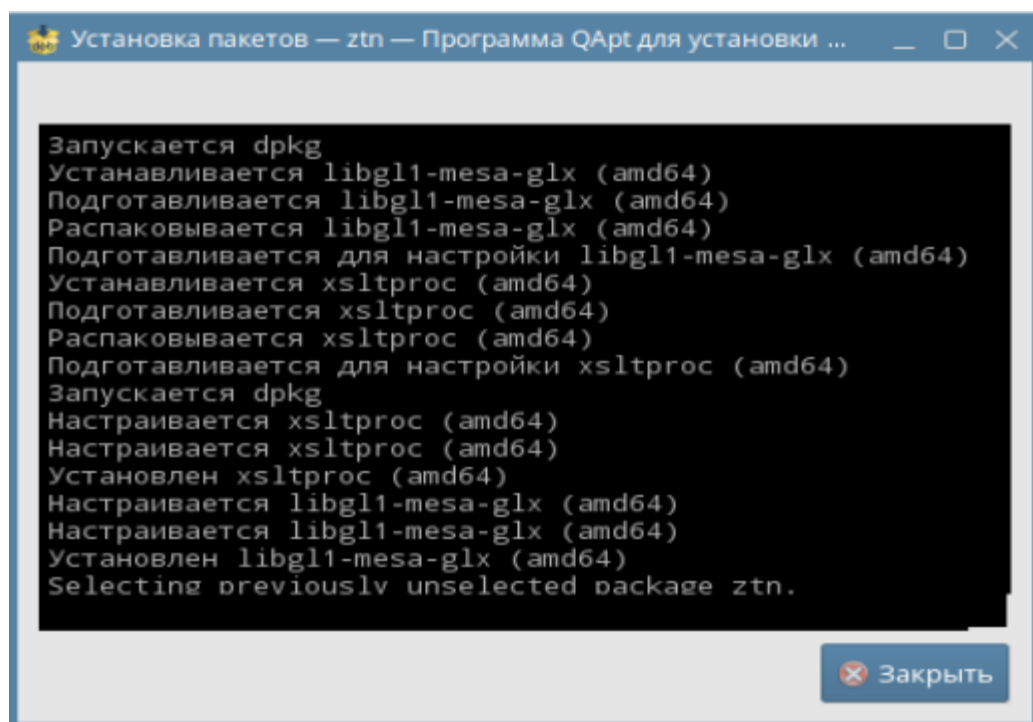 Установка пакетов — ztn — Программа QApt для установки ...
Запускается dpkg
Устанавливается libgl1-mesa-glx (amd64)
Подготавливается libgl1-mesa-glx (amd64)
Распаковывается libgl1-mesa-glx (amd64)
Подготавливается для настройки libgl1-mesa-glx (amd64)
Устанавливается xsltproc (amd64)
Подготавливается xsltproc (amd64)
Распаковывается xsltproc (amd64)
Подготавливается для настройки xsltproc (amd64)
Запускается dpkg
Настраивается xsltproc (amd64)
Настраивается xsltproc (amd64)
Установлен xsltproc (amd64)
Настраивается libgl1-mesa-glx (amd64)
Настраивается libgl1-mesa-glx (amd64)
Установлен libgl1-mesa-glx (amd64)
Selecting previously unselected package ztn.
Закрыть